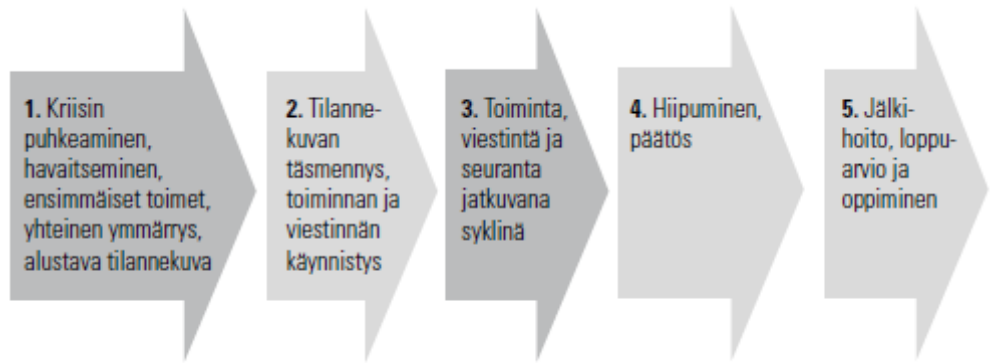 1. Kriisin
puhkeaminen,
havaitseminen,
ensimmäiset toimet,
yhteinen ymmärrys,
alustava tilannekuva
2. Tilanne-
kuvan
täsmennys,
toiminnan ja
viestinnän
käynnistys
3. Toiminta,
viestintä ja
seuranta
jatkuvana
syklinä
4. Hiipuminen,
päätös
5. Jälki-
hoito, loppu-
arvio ja
oppiminen